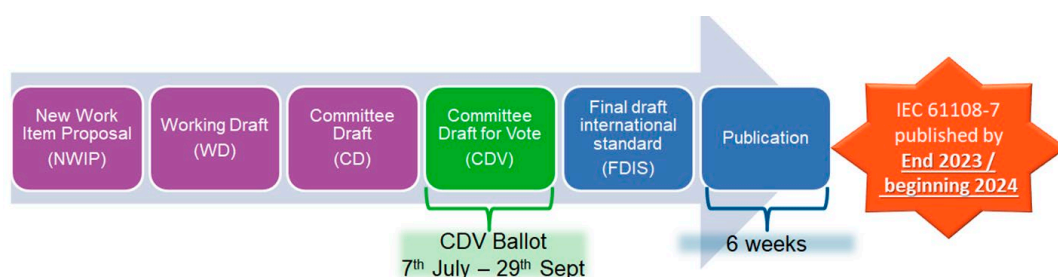 New Work
Item Proposal
(NWIP)
Working Draft
(WD)
Committee
Draft
(CD)
Committee
Draft for Vote
(CDV)
Final draft
international
standard
(FDIS)
Publication
IEC 61108-7
published by
End 2023 /
beginning 2024
CDV Ballot
7th July – 29th Sept
6 weeks